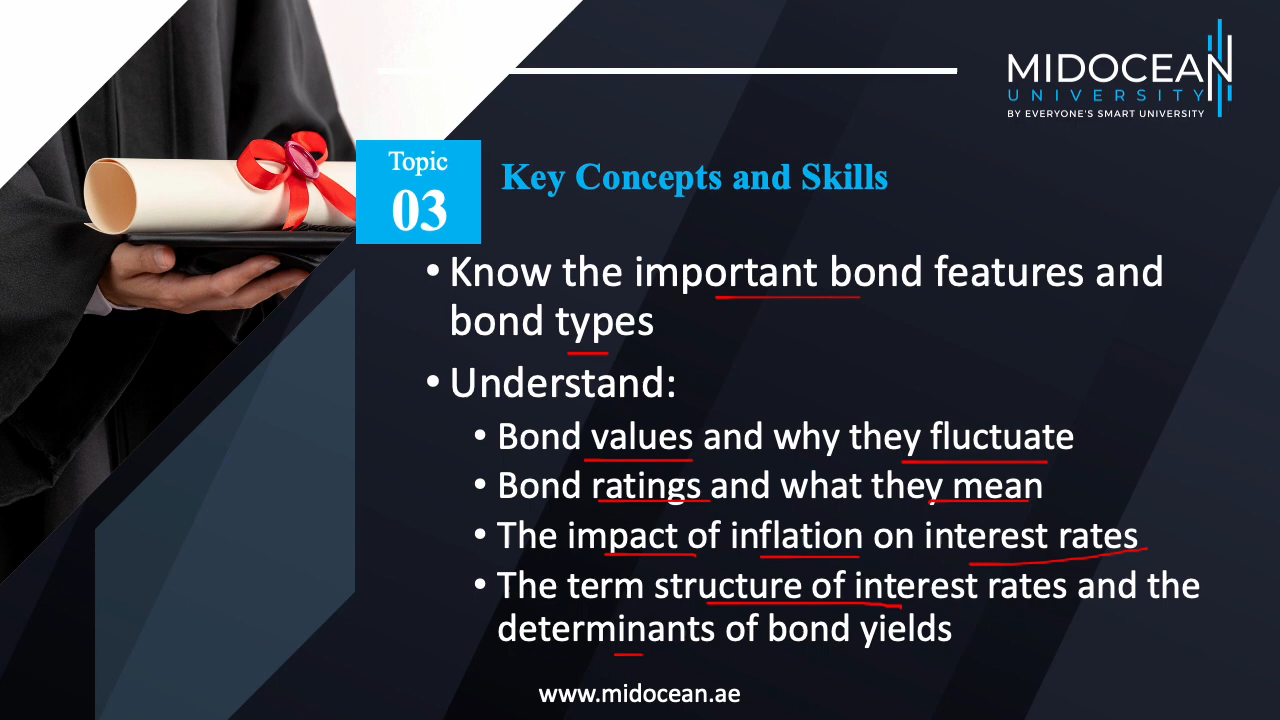 MIDOCEAN
UNIVERSITY
BY EVERYONE'S SMART UNIVERSITY
Topic
03
Key Concepts and Skills
• Know the important bond features and
bond types
• Understand:
• Bond values and why they fluctuate
• Bond ratings and what they mean
• The impact of inflation on interest rates
• The term structure of interest rates and the
determinants of bond yields
www.midocean.ae